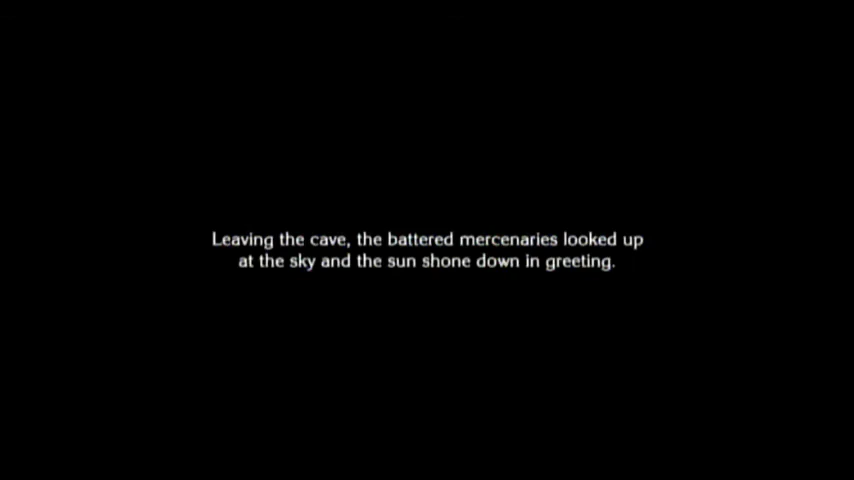 Leaving the cave, the battered mercenaries looked up
at the sky and the sun shone down in greeting.